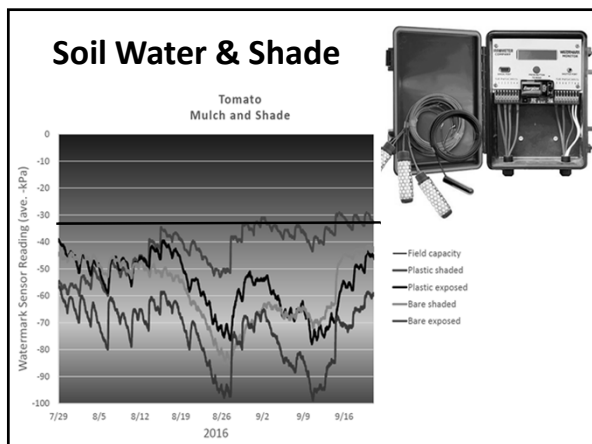 Soil Water & Shade
Tomato
Mulch and Shade
Watermark Sensor Reading (ave. -kPa)
0
-10
-20
-30
-40
-50
-60
-70
-80
-90
-100
7/29
8/5
8/12
8/19
8/26
9/2
9/9
9/16
2016
Field capacity
Plastic shaded
Plastic exposed
Bare shaded
Bare exposed
WATERMARK
MONITOR